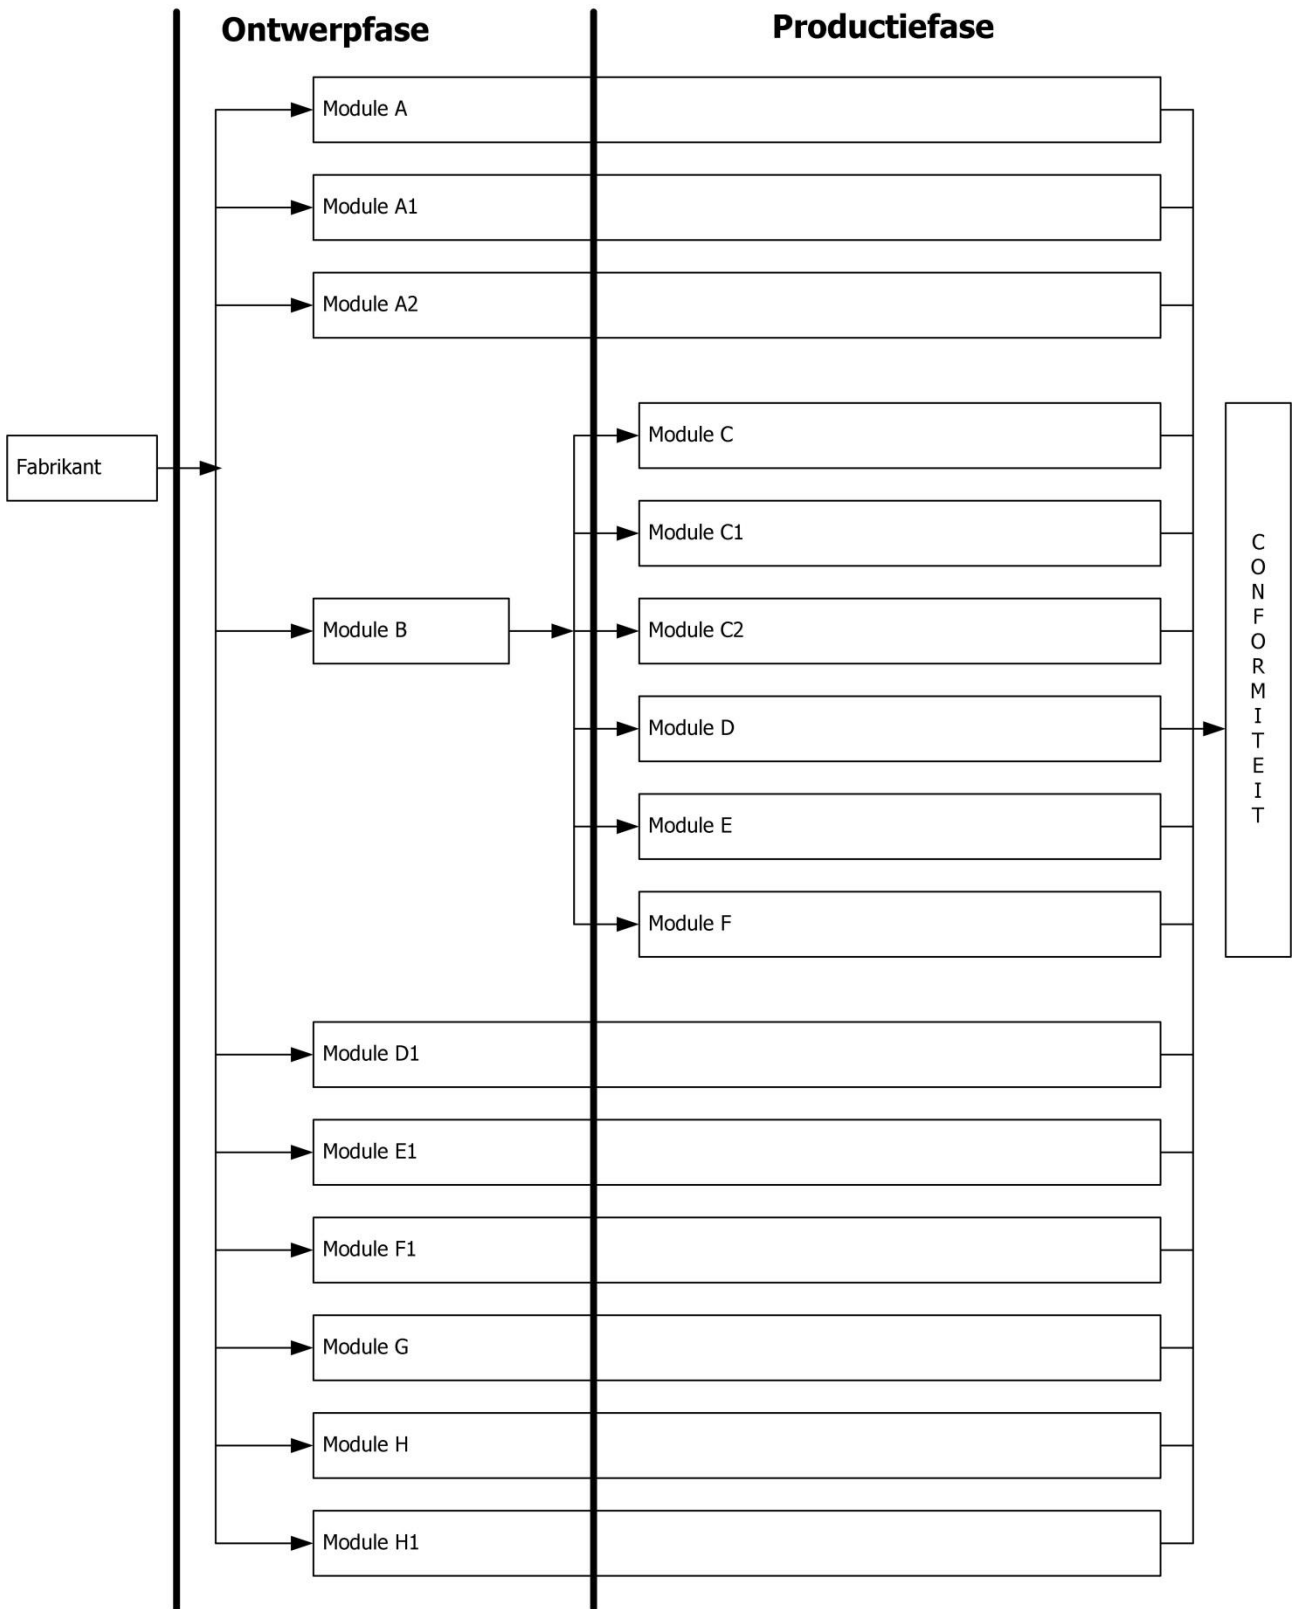 Ontwerpfase
Productiefase
Module A
Module A1
Module A2
Fabrikant
Module B
Module C
Module C1
Module C2
Module D
Module E
Module F
CONFORMITEIT
Module D1
Module E1
Module F1
Module G
Module H
Module H1